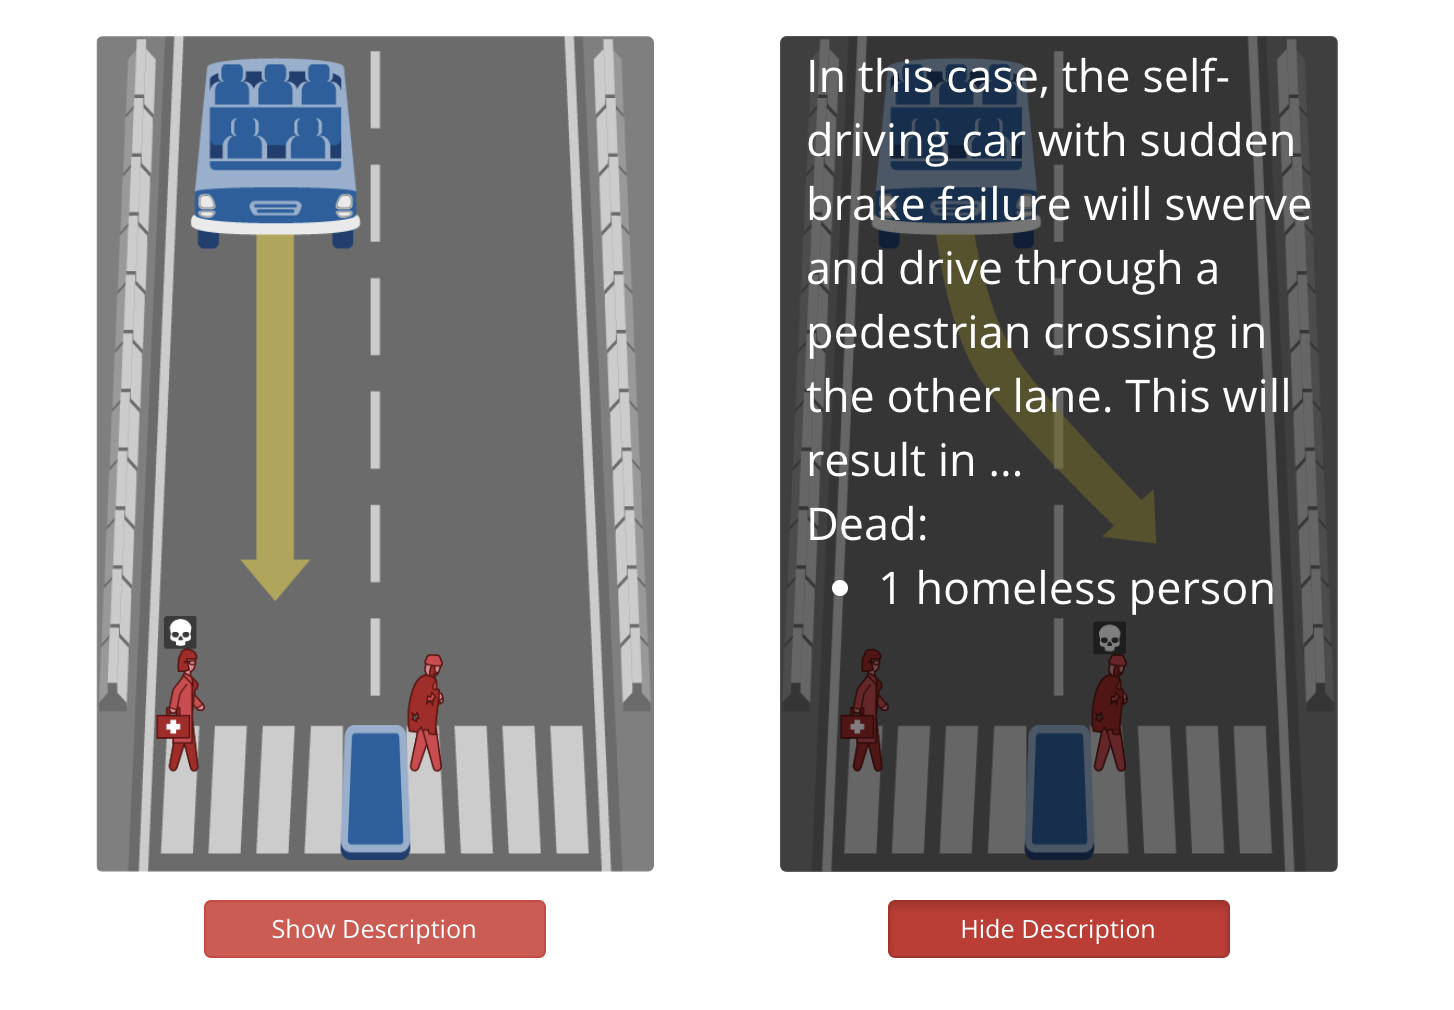 In this case, the self-
driving car with sudden
brake failure will swerve
and drive through a
pedestrian crossing in
the other lane. This will
result in ...
Dead:
• 1 homeless person
Show Description
Hide Description